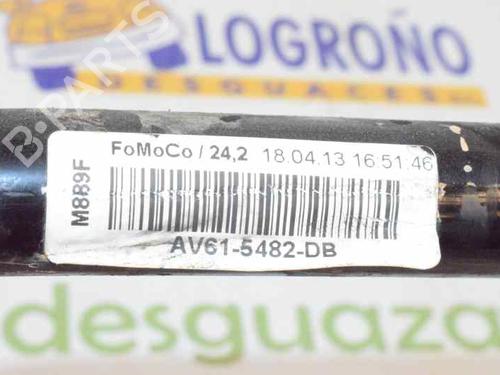 LOGROÑO
DESGUACES
B-PARTS
FoMoCo / 24,2 18.04.13 16:51:46
M889F
AV61-5482-DB
desguaza